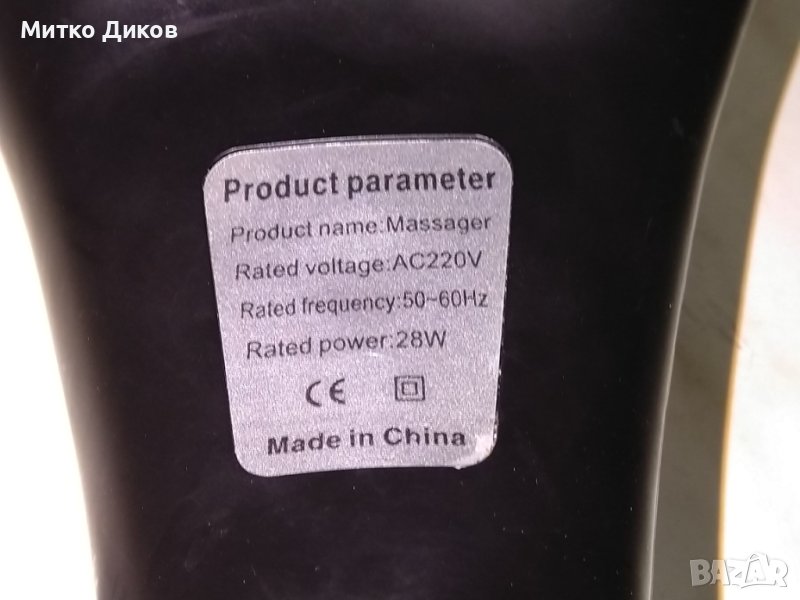 Митко Диков
Product parameter
Product name:Massager
Rated voltage:AC220V
Rated frequency:50~60Hz
Rated power:28W
CE
Made in China
BAZAR